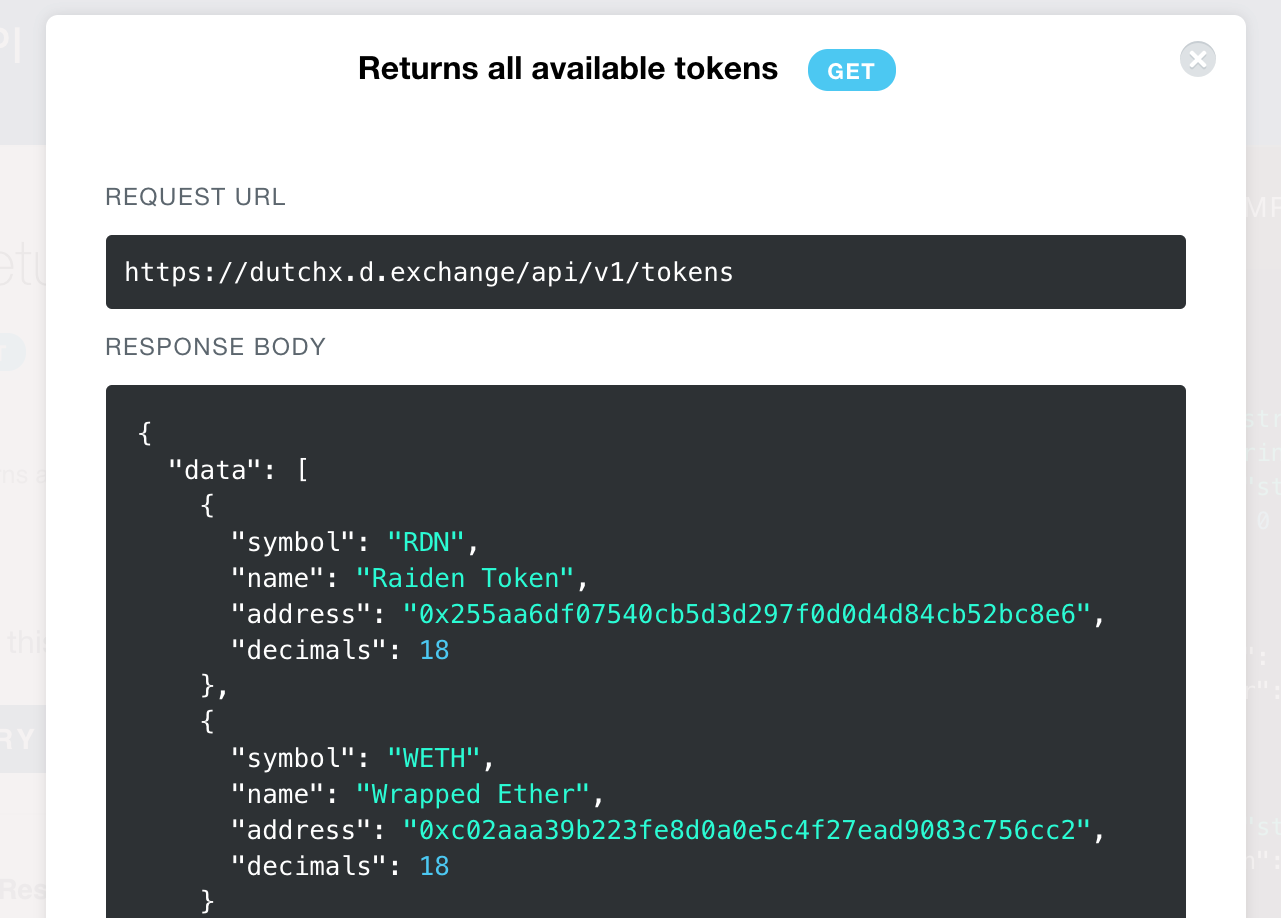 Returns all available tokens GET
REQUEST URL
https://dutchx.d.exchange/api/v1/tokens
RESPONSE BODY
{
"data": [
{
"symbol": "RDN",
"name": "Raiden Token",
"address": "0x255aa6df07540cb5d3d297f0d0d4d84cb52bc8e6",
"decimals": 18
},
{
"symbol": "WETH",
"name": "Wrapped Ether",
"address": "0xc02aaa39b223fe8d0a0e5c4f27ead9083c756cc2",
"decimals": 18
}